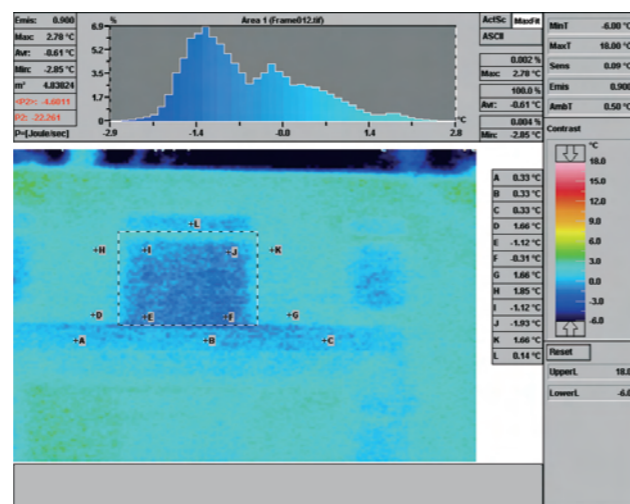 Emis: 0.900
Max: 2.78 °C
Avr: -0.61 °C
Min: -2.85 °C
m² 4.83824
<P2>: -4.6011
P2: -22.261
P=[Joule/sec]
% Area 1 (Frame012.tif)
6.9
5.2
3.5
1.7
0
-2.9 -1.4 0 1.4 2.8
°C
ActSc MaxFit
ASCII
0.002 %
Max: 2.78 °C
100.0 %
Avr: -0.61 °C
0.004 %
Min: -2.85 °C
MinT -6.00 °C
MaxT 18.00 °C
Sens 0.09 °C
Emis 0.900
AmbT 0.50 °C
Contrast
°C
18.0
15.0
12.0
9.0
6.0
3.0
0.0
-3.0
-6.0
Reset
UpperL 18.0
LowerL -6.0
L
H I J K
D E F G
A B C
A 0.33 °C
B 0.33 °C
C 0.33 °C
D 1.66 °C
E -1.12 °C
F -0.31 °C
G 1.66 °C
H 1.85 °C
I -1.12 °C
J -1.93 °C
K 1.66 °C
L 0.14 °C